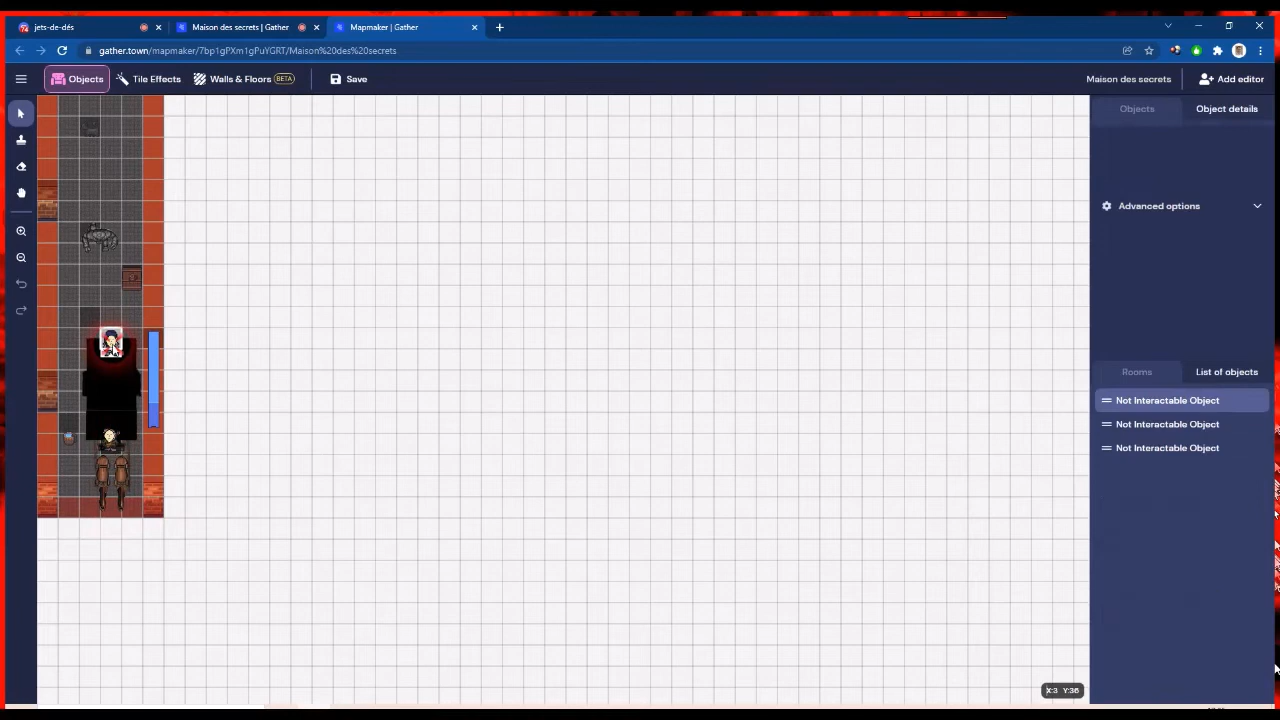 jets-de-dés
Maison des secrets | Gather
Mapmaker | Gather
gather.town/mapmaker/7bp1gPXm1gPuYGRT/Maison%20des%20secrets
Objects
Tile Effects
Walls & Floors BETA
Save
Maison des secrets
Add editor
Objects
Object details
Advanced options
Rooms
List of objects
Not Interactable Object
Not Interactable Object
Not Interactable Object
X:3 Y:36